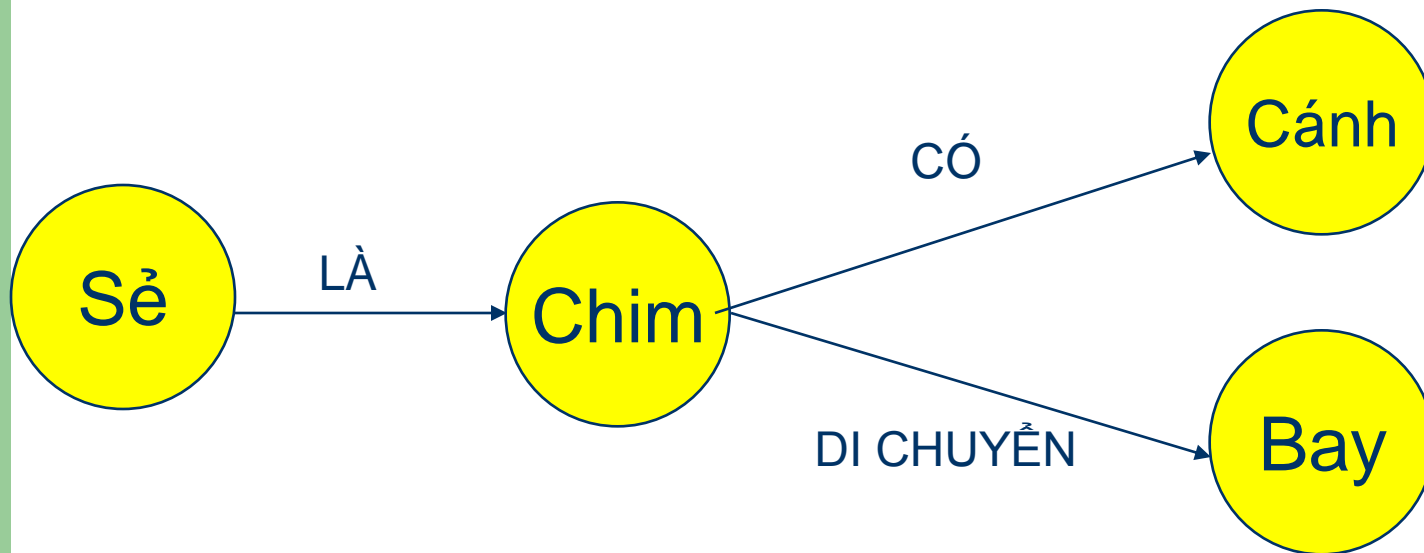 Sẻ
LÀ
Chim
CÓ
Cánh
DI CHUYỂN
Bay